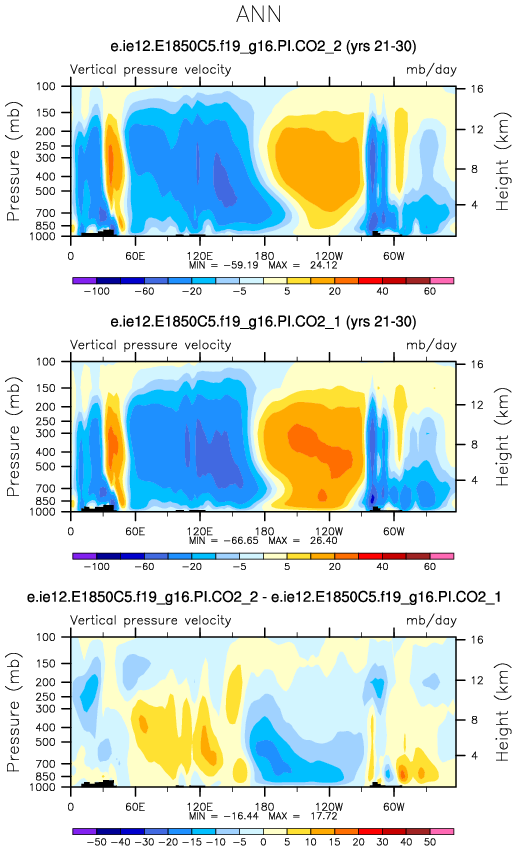 ANN
e.ie12.E1850C5.f19_g16.PI.CO2_2 (yrs 21-30)
Vertical pressure velocity mb/day
Pressure (mb)
Height (km)
100
150
200
250
300
400
500
700
850
1000
16
12
8
4
0 60E 120E 180 120W 60W
MIN = -59.19 MAX = 24.12
-100 -60 -20 -5 5 20 40 60
e.ie12.E1850C5.f19_g16.PI.CO2_1 (yrs 21-30)
Vertical pressure velocity mb/day
Pressure (mb)
Height (km)
100
150
200
250
300
400
500
700
850
1000
16
12
8
4
0 60E 120E 180 120W 60W
MIN = -66.65 MAX = 26.40
-100 -60 -20 -5 5 20 40 60
e.ie12.E1850C5.f19_g16.PI.CO2_2 - e.ie12.E1850C5.f19_g16.PI.CO2_1
Vertical pressure velocity mb/day
Pressure (mb)
Height (km)
100
150
200
250
300
400
500
700
850
1000
16
12
8
4
0 60E 120E 180 120W 60W
MIN = -16.44 MAX = 17.72
-50 -40 -30 -20 -15 -10 -5 0 5 10 15 20 30 40 50